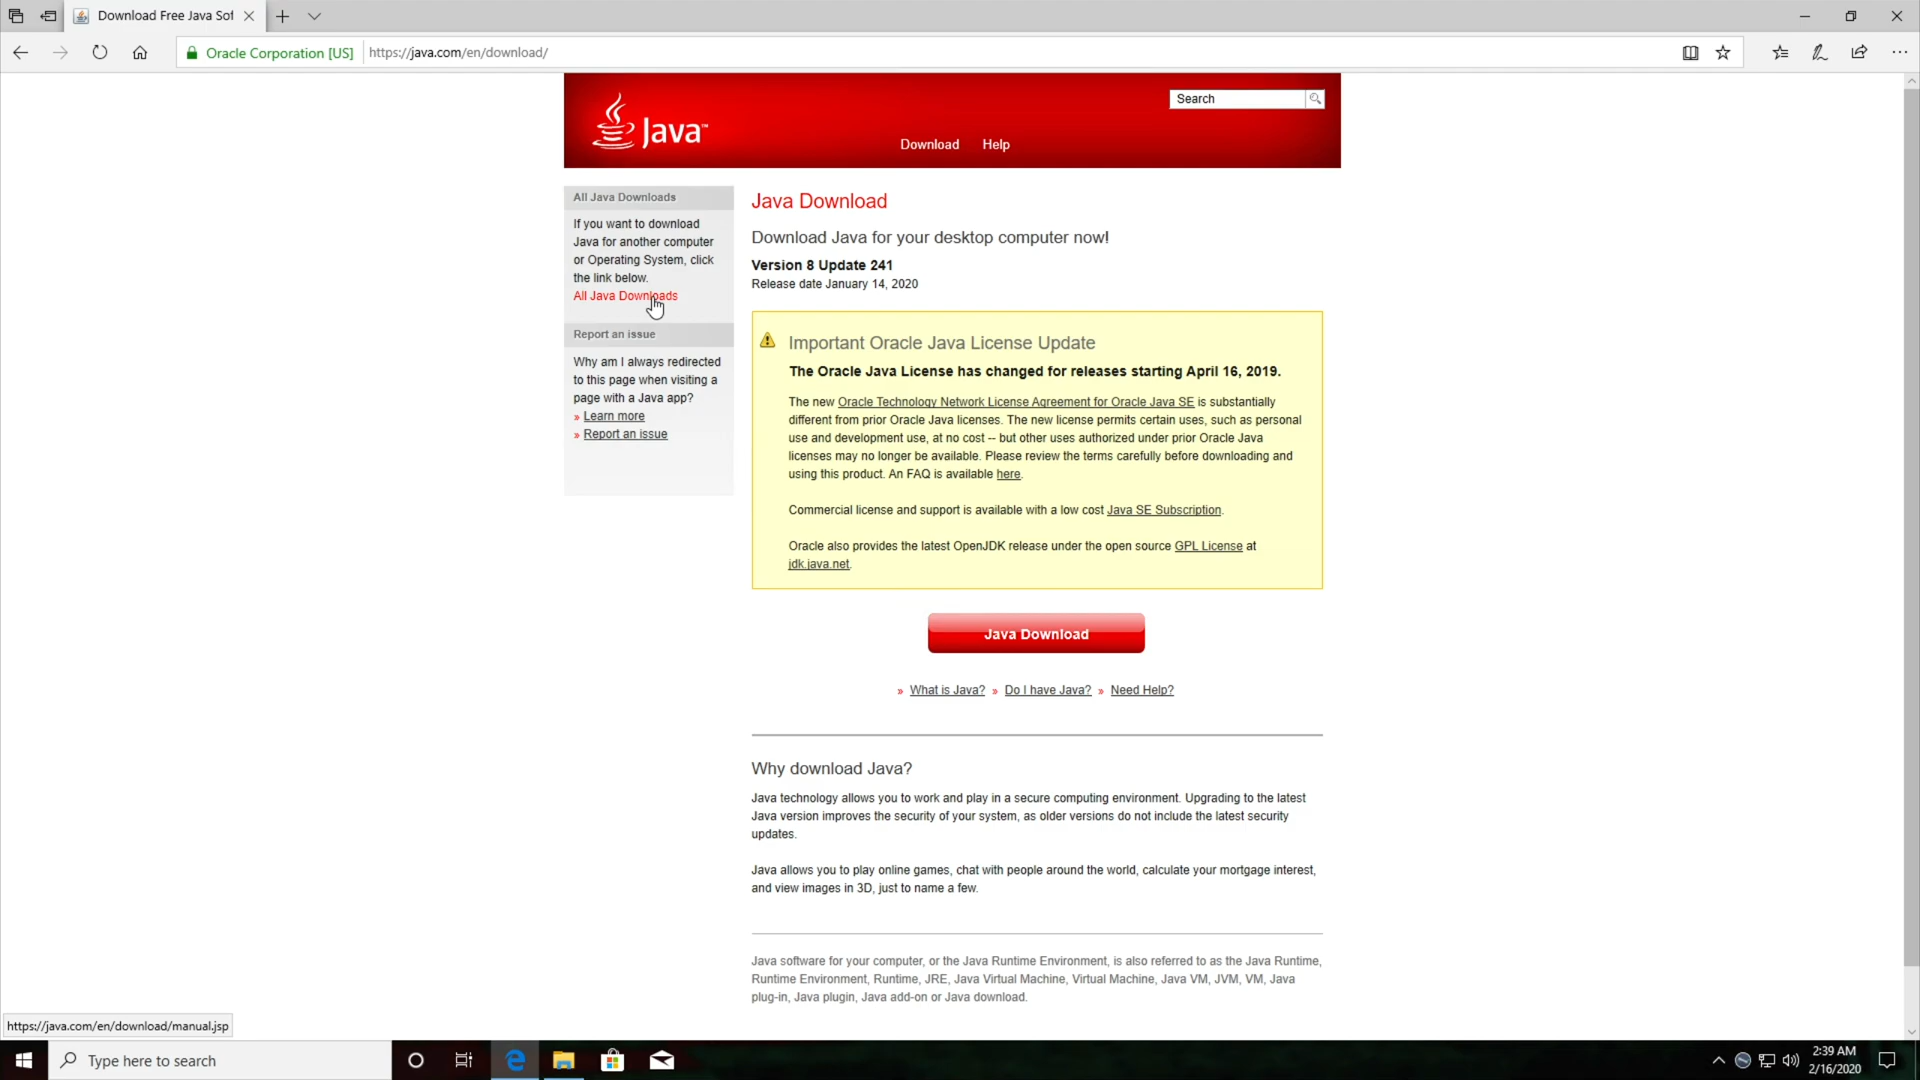 Download Free Java Sof
Oracle Corporation [US]
https://java.com/en/download/
Java™
Search
Download
Help
All Java Downloads
If you want to download
Java for another computer
or Operating System, click
the link below.
All Java Downloads
Report an issue
Why am I always redirected
to this page when visiting a
page with a Java app?
» Learn more
» Report an issue
Java Download
Download Java for your desktop computer now!
Version 8 Update 241
Release date January 14, 2020
Important Oracle Java License Update
The Oracle Java License has changed for releases starting April 16, 2019.
The new Oracle Technology Network License Agreement for Oracle Java SE is substantially
different from prior Oracle Java licenses. The new license permits certain uses, such as personal
use and development use, at no cost -- but other uses authorized under prior Oracle Java
licenses may no longer be available. Please review the terms carefully before downloading and
using this product. An FAQ is available here.
Commercial license and support is available with a low cost Java SE Subscription.
Oracle also provides the latest OpenJDK release under the open source GPL License at
jdk.java.net.
Java Download
» What is Java? » Do I have Java? » Need Help?
Why download Java?
Java technology allows you to work and play in a secure computing environment. Upgrading to the latest
Java version improves the security of your system, as older versions do not include the latest security
updates.
Java allows you to play online games, chat with people around the world, calculate your mortgage interest,
and view images in 3D, just to name a few.
Java software for your computer, or the Java Runtime Environment, is also referred to as the Java Runtime,
Runtime Environment, Runtime, JRE, Java Virtual Machine, Virtual Machine, Java VM, JVM, VM, Java
plug-in, Java plugin, Java add-on or Java download.
https://java.com/en/download/manual.jsp
Type here to search
2:39 AM
2/16/2020